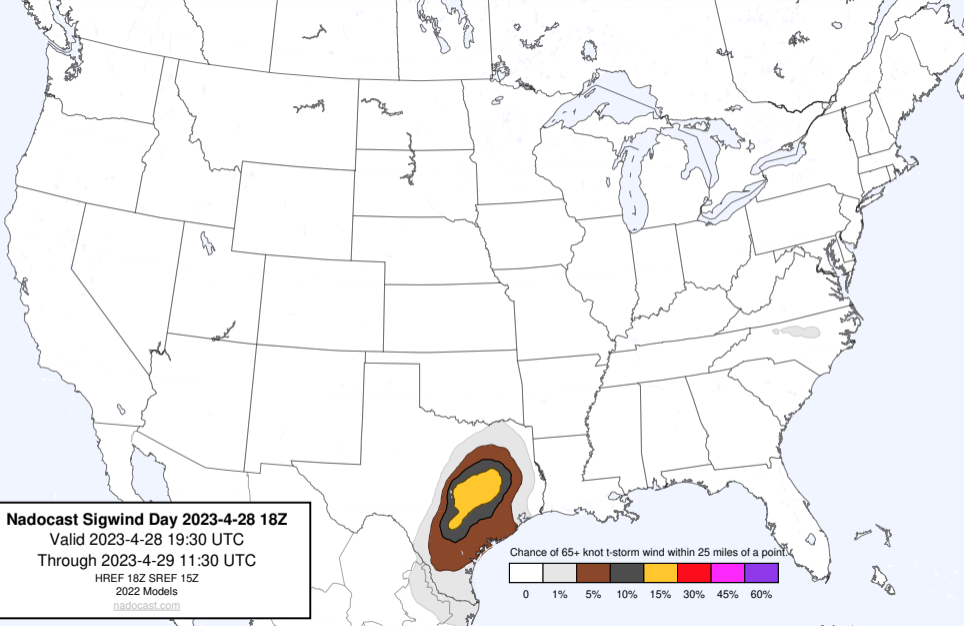 Nadocast Sigwind Day 2023-4-28 18Z
Valid 2023-4-28 19:30 UTC
Through 2023-4-29 11:30 UTC
HREF 18Z SREF 15Z
2022 Models
nadocast.com
Chance of 65+ knot t-storm wind within 25 miles of a point.
0 1% 5% 10% 15% 30% 45% 60%